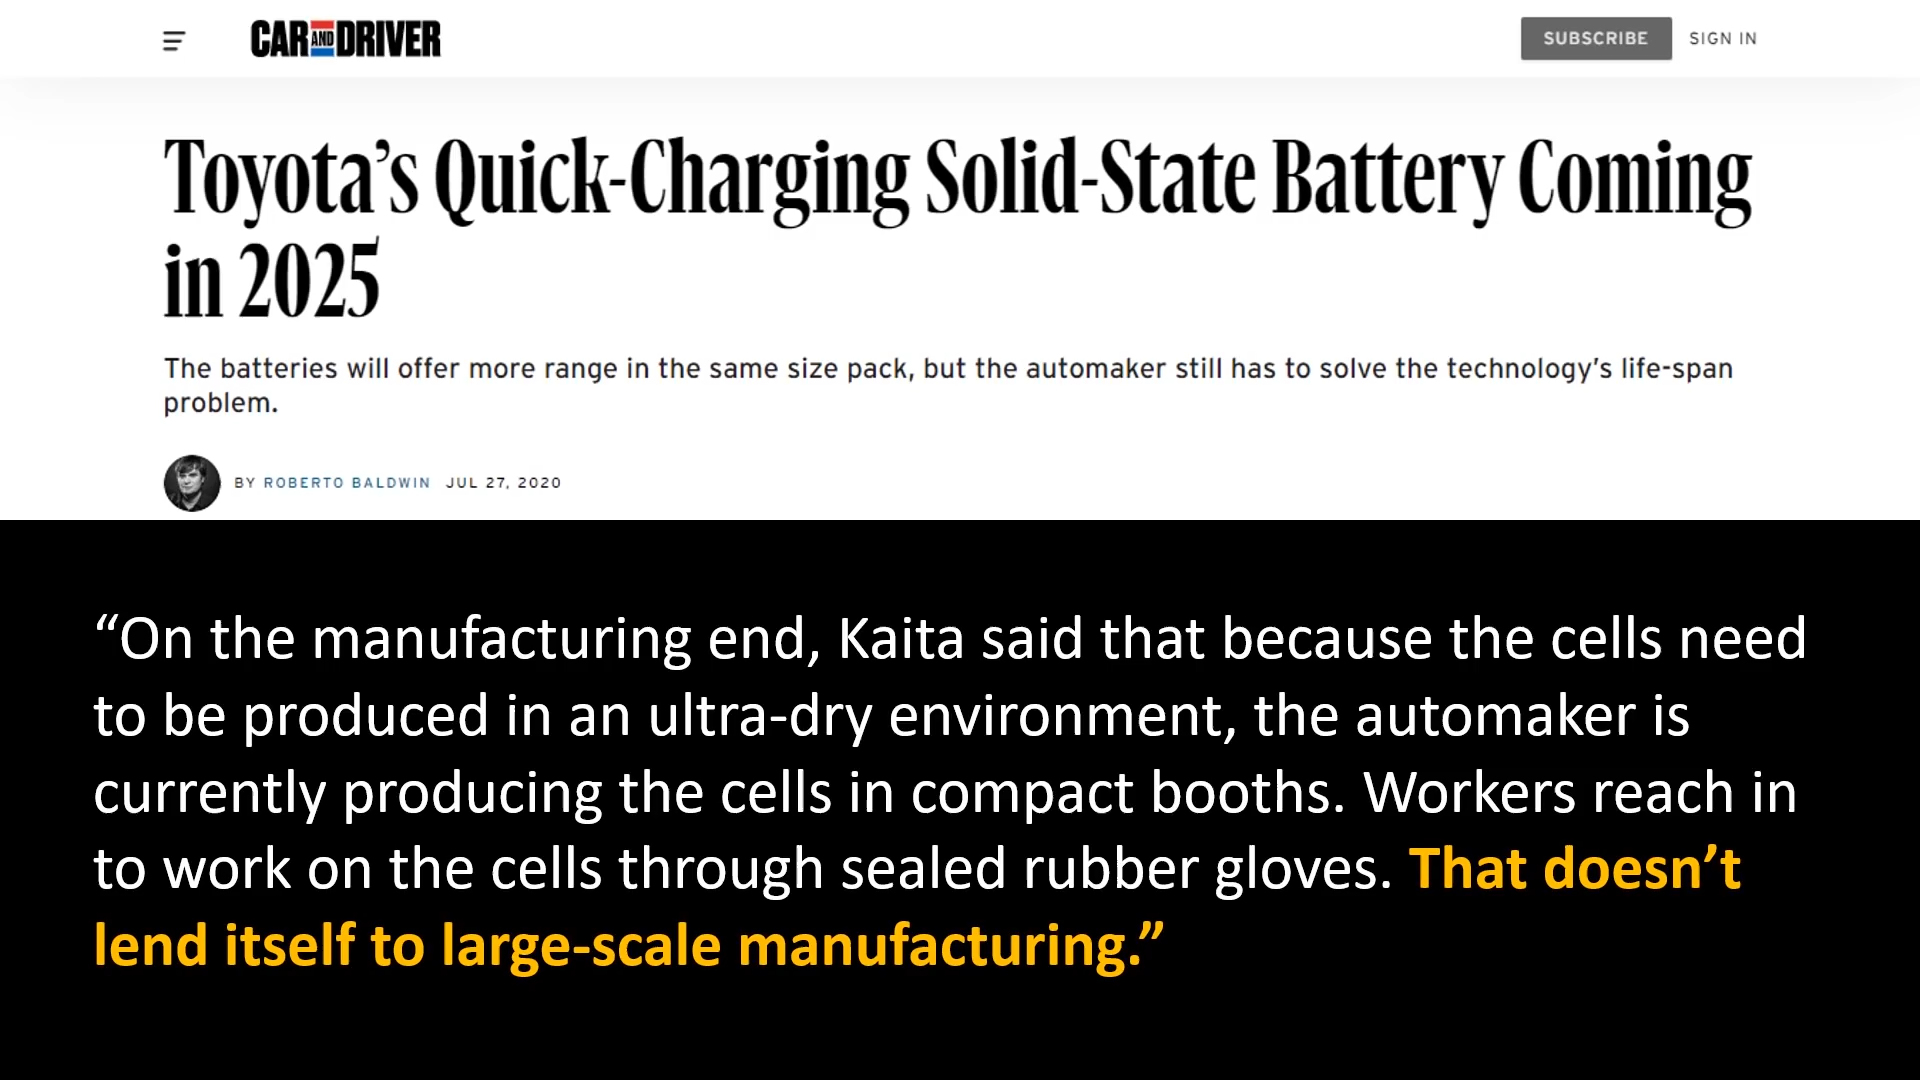 CAR AND DRIVER
SUBSCRIBE SIGN IN
Toyota’s Quick-Charging Solid-State Battery Coming
in 2025
The batteries will offer more range in the same size pack, but the automaker still has to solve the technology’s life-span
problem.
BY ROBERTO BALDWIN JUL 27, 2020
“On the manufacturing end, Kaita said that because the cells need
to be produced in an ultra-dry environment, the automaker is
currently producing the cells in compact booths. Workers reach in
to work on the cells through sealed rubber gloves. That doesn’t
lend itself to large-scale manufacturing.”